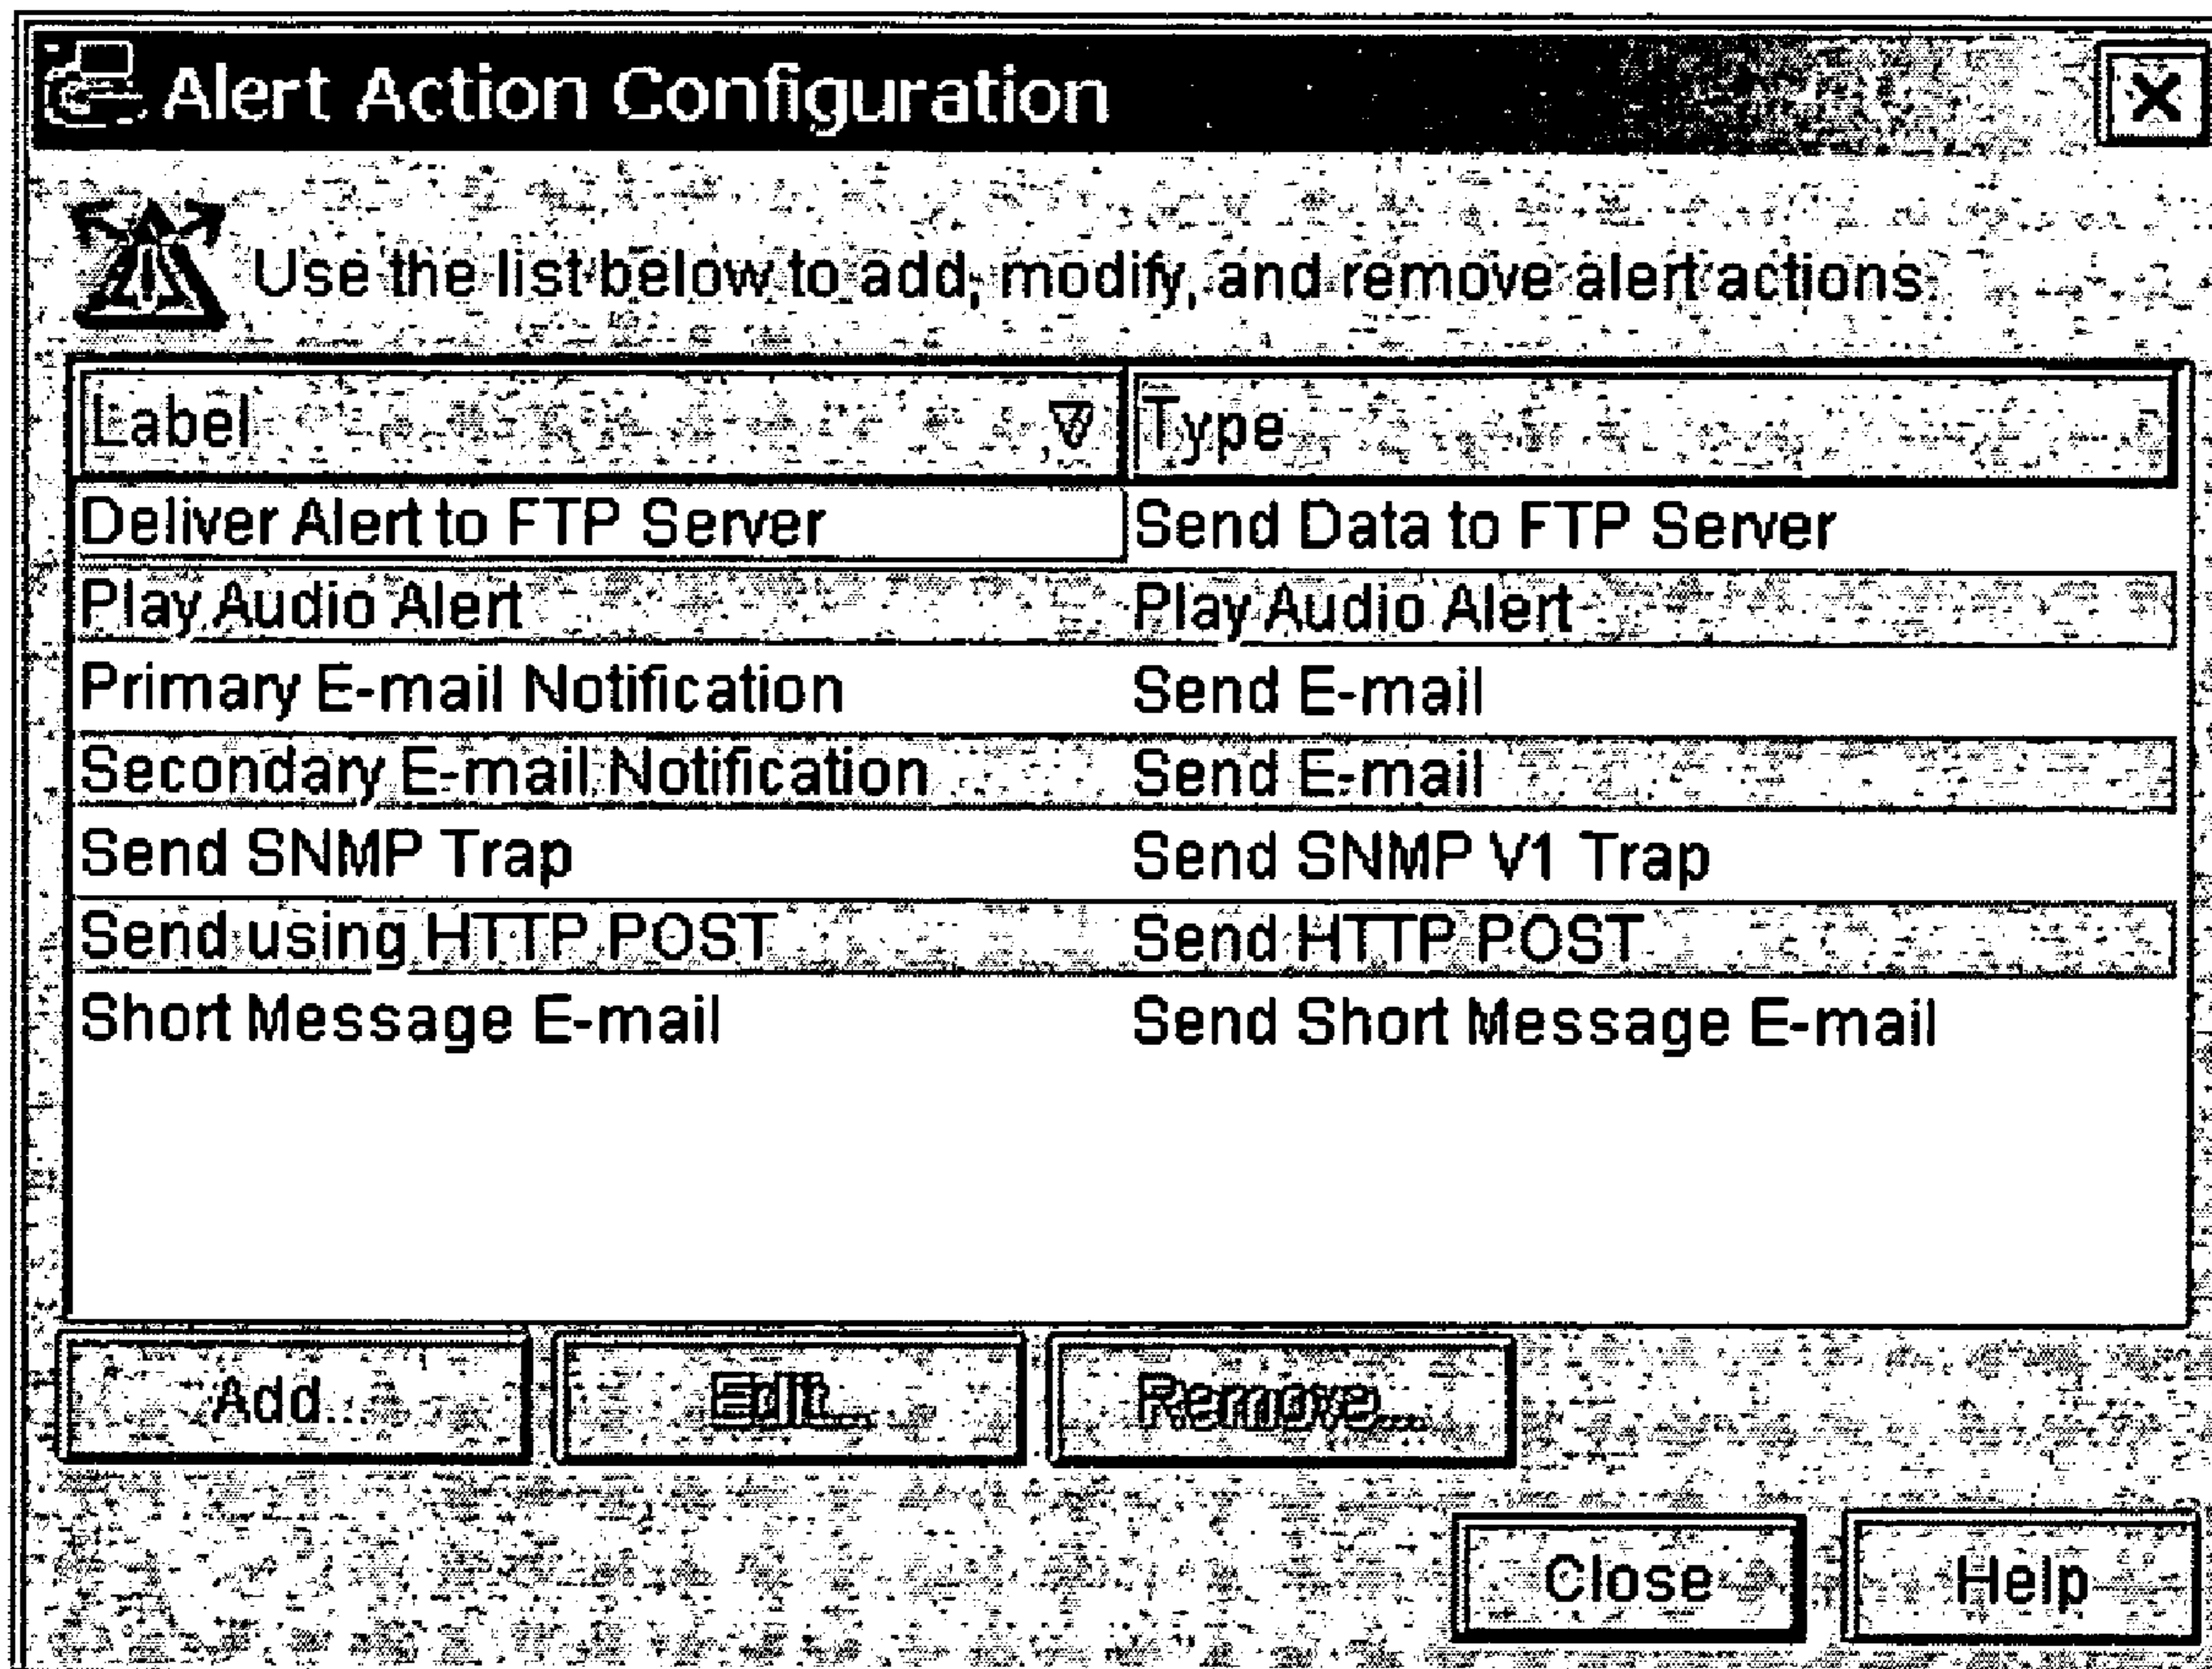 Alert Action Configuration
Use the list below to add, modify, and remove alert actions.
Label Type
Deliver Alert to FTP Server Send Data to FTP Server
Play Audio Alert Play Audio Alert
Primary E-mail Notification Send E-mail
Secondary E-mail Notification Send E-mail
Send SNMP Trap Send SNMP V1 Trap
Send using HTTP POST Send HTTP POST
Short Message E-mail Send Short Message E-mail
Add... Edit... Remove...
Close Help